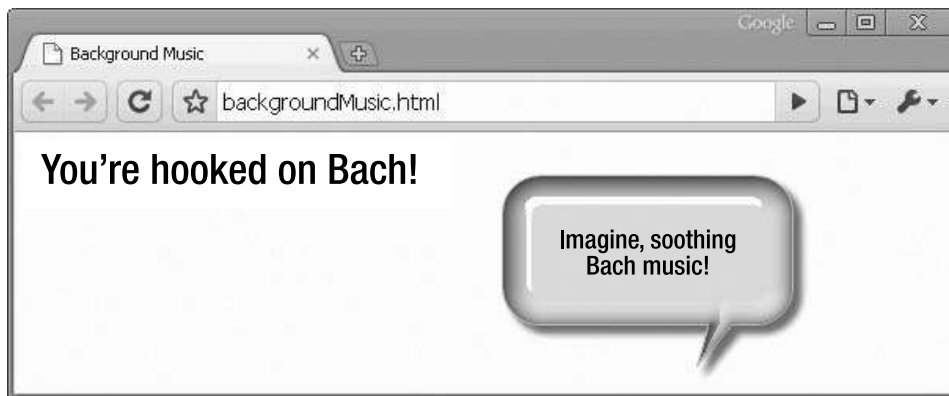 Google
Background Music
backgroundMusic.html
You're hooked on Bach!
Imagine, soothing
Bach music!